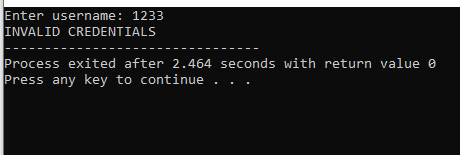 Enter username: 1233
INVALID CREDENTIALS
--------------------------------
Process exited after 2.464 seconds with return value 0
Press any key to continue . . .